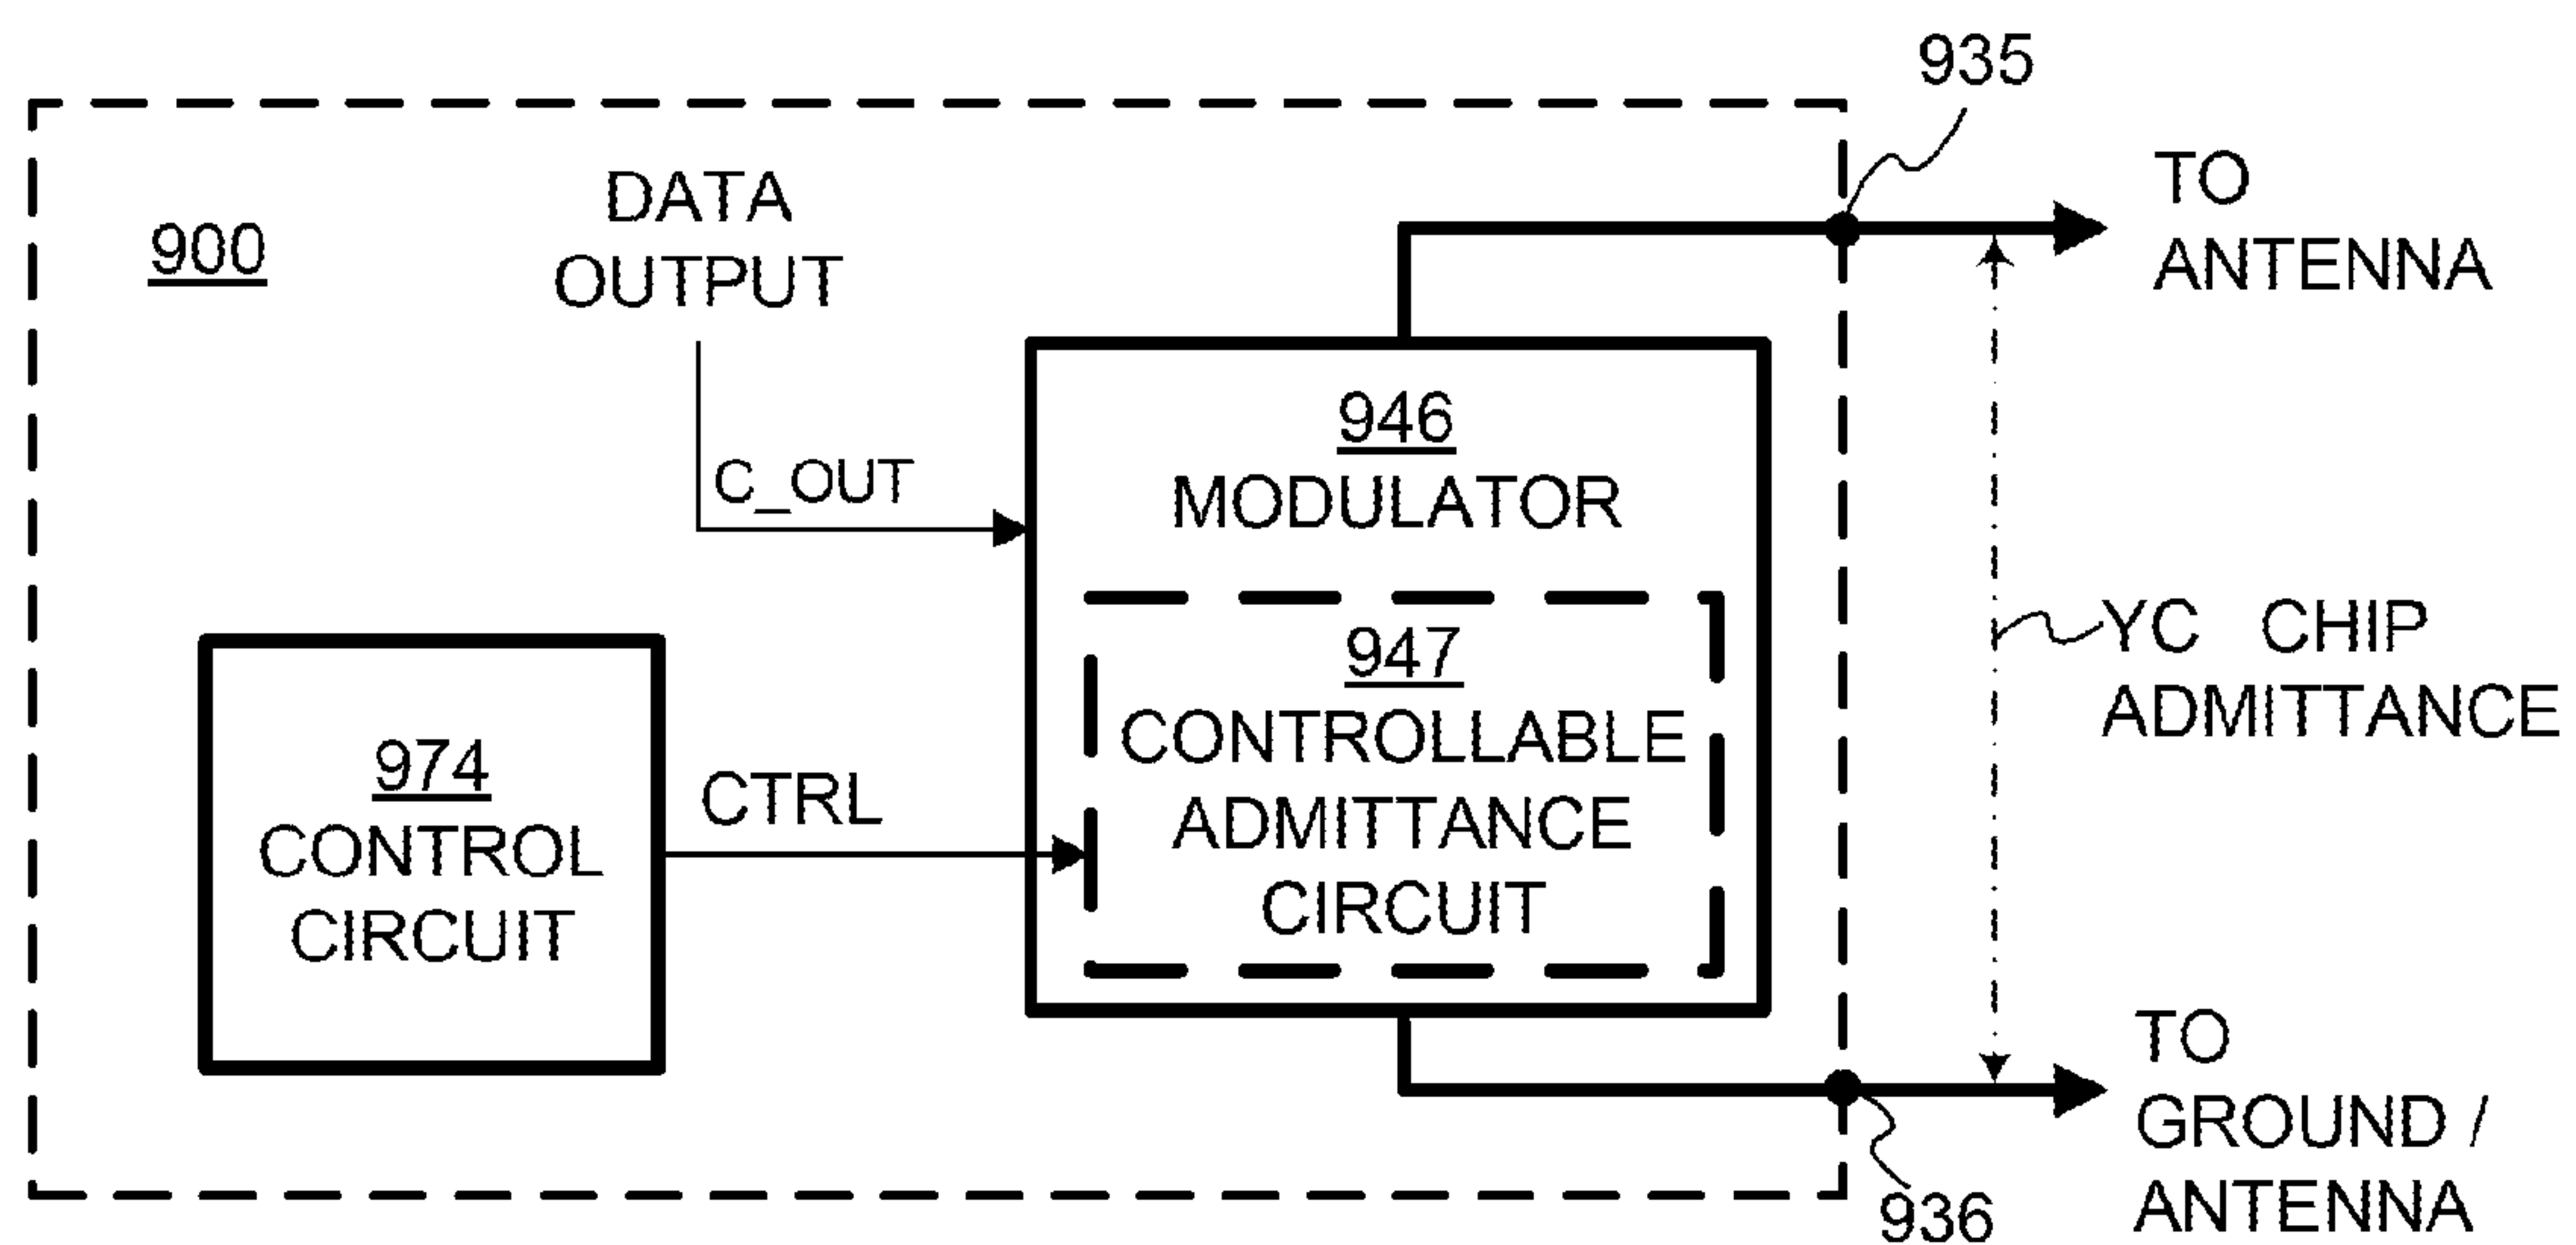 935
TO
ANTENNA
900
DATA
OUTPUT
C_OUT
946
MODULATOR
947
CONTROLLABLE
ADMITTANCE
CIRCUIT
974
CONTROL
CIRCUIT
CTRL
YC CHIP
ADMITTANCE
TO
GROUND /
ANTENNA
936